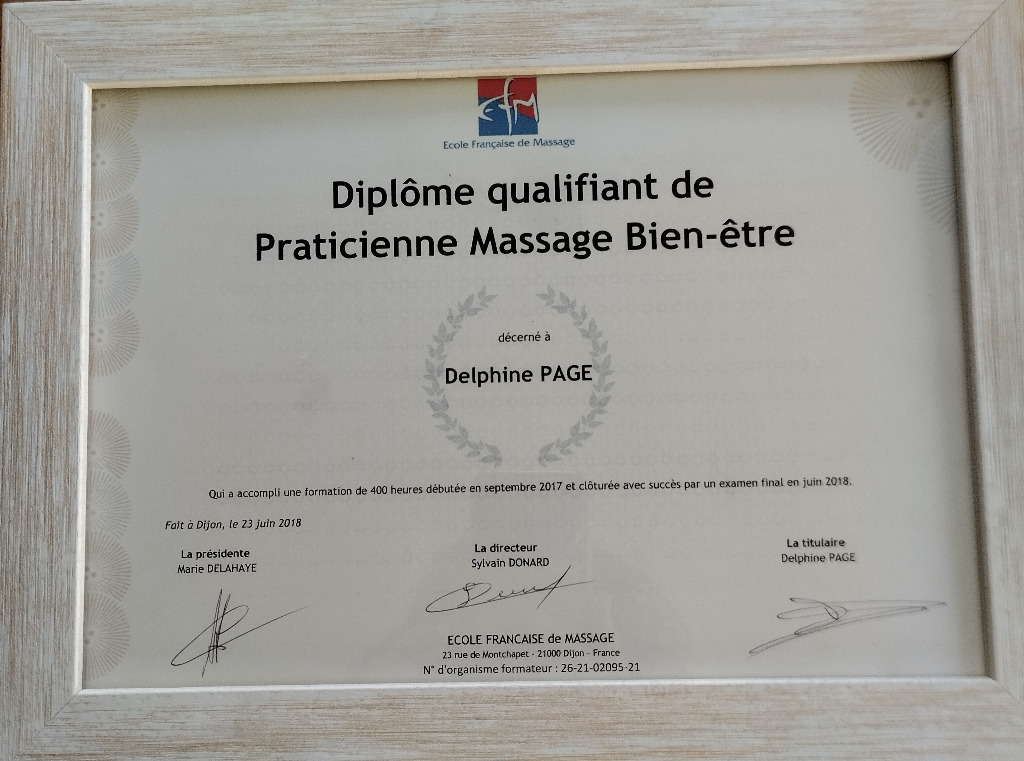 efm
Ecole Française de Massage
Diplôme qualifiant de
Praticienne Massage Bien-être
décerné à
Delphine PAGE
Qui a accompli une formation de 400 heures débutée en septembre 2017 et clôturée avec succès par un examen final en juin 2018.
Fait à Dijon, le 23 juin 2018
La présidente
Marie DELAHAYE
La directeur
Sylvain DONARD
La titulaire
Delphine PAGE
ECOLE FRANCAISE de MASSAGE
23 rue de Montchapet - 21000 Dijon - France
N° d'organisme formateur : 26-21-02095-21